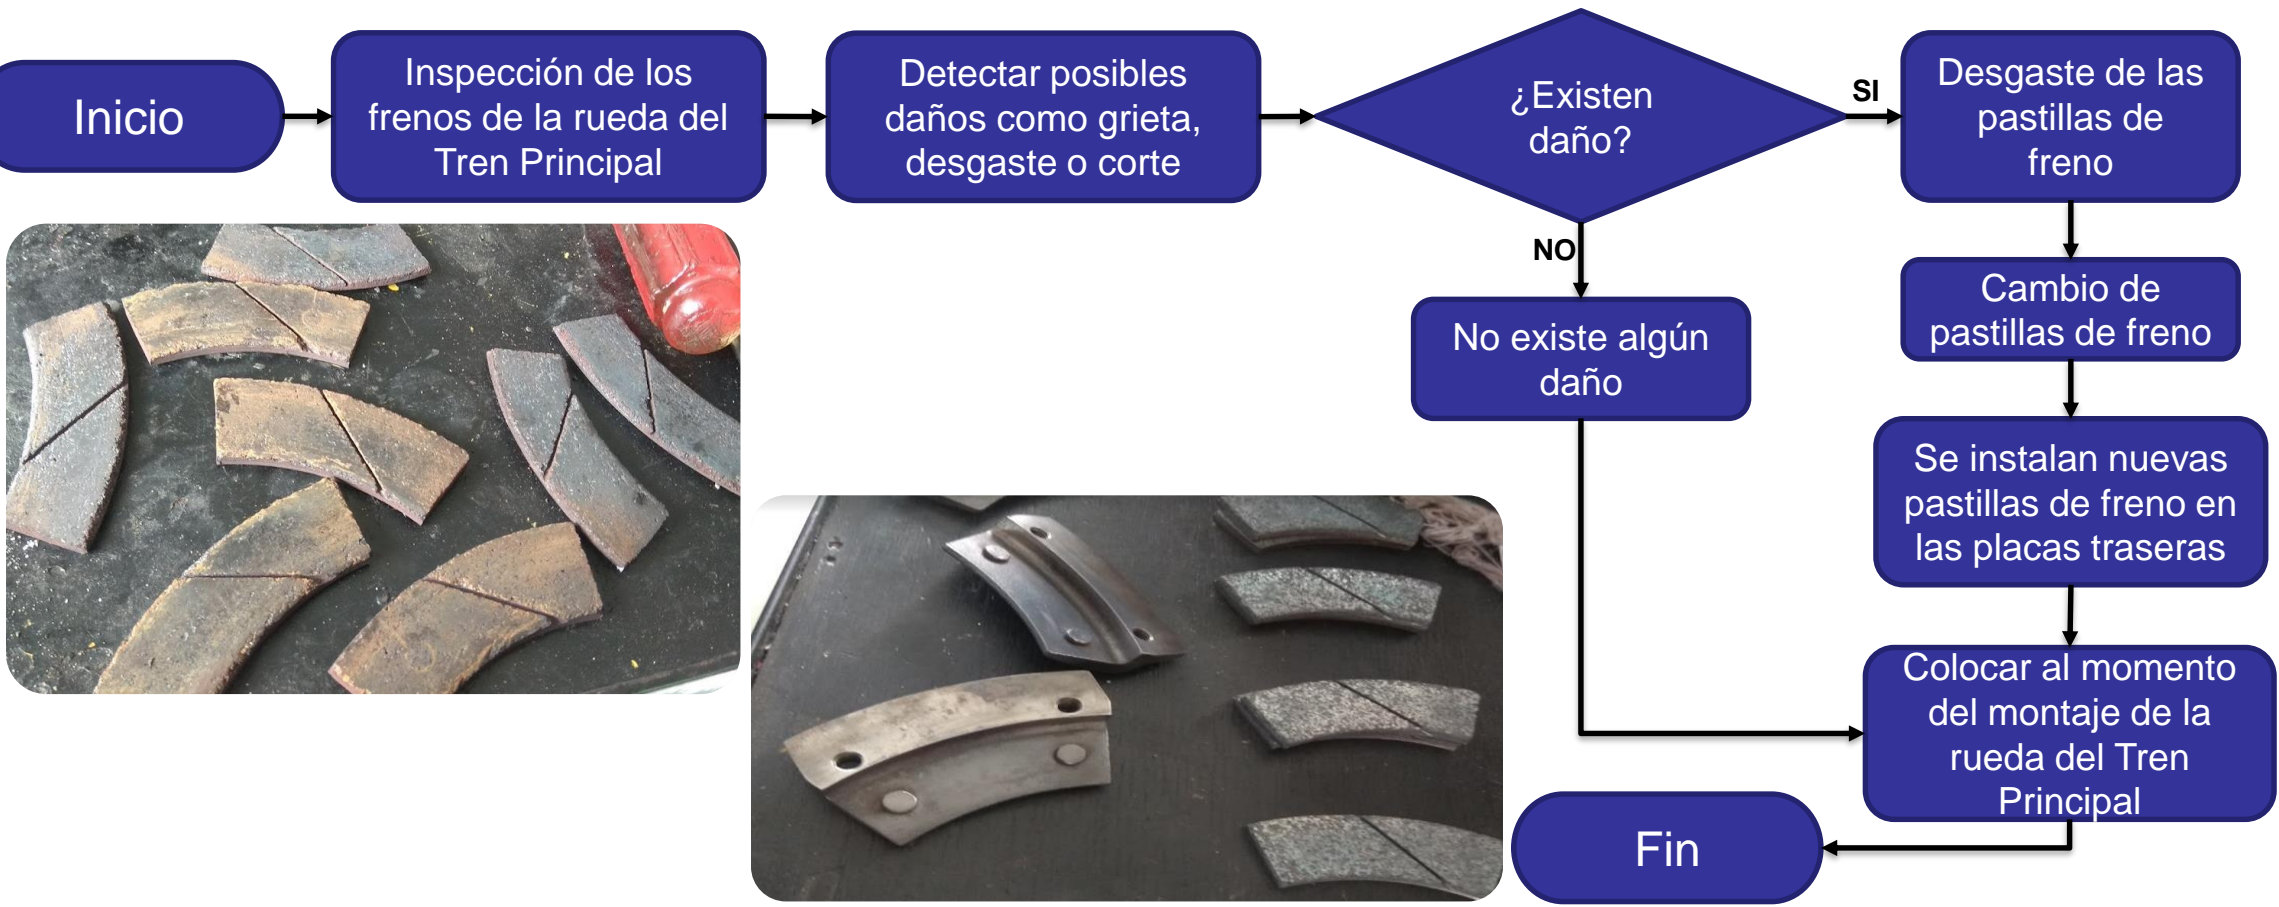 Inicio
Inspección de los
frenos de la rueda del
Tren Principal
Detectar posibles
daños como grieta,
desgaste o corte
¿Existen
daño?
SI
Desgaste de las
pastillas de
freno
NO
No existe algún
daño
Cambio de
pastillas de freno
Se instalan nuevas
pastillas de freno en
las placas traseras
Colocar al momento
del montaje de la
rueda del Tren
Principal
Fin